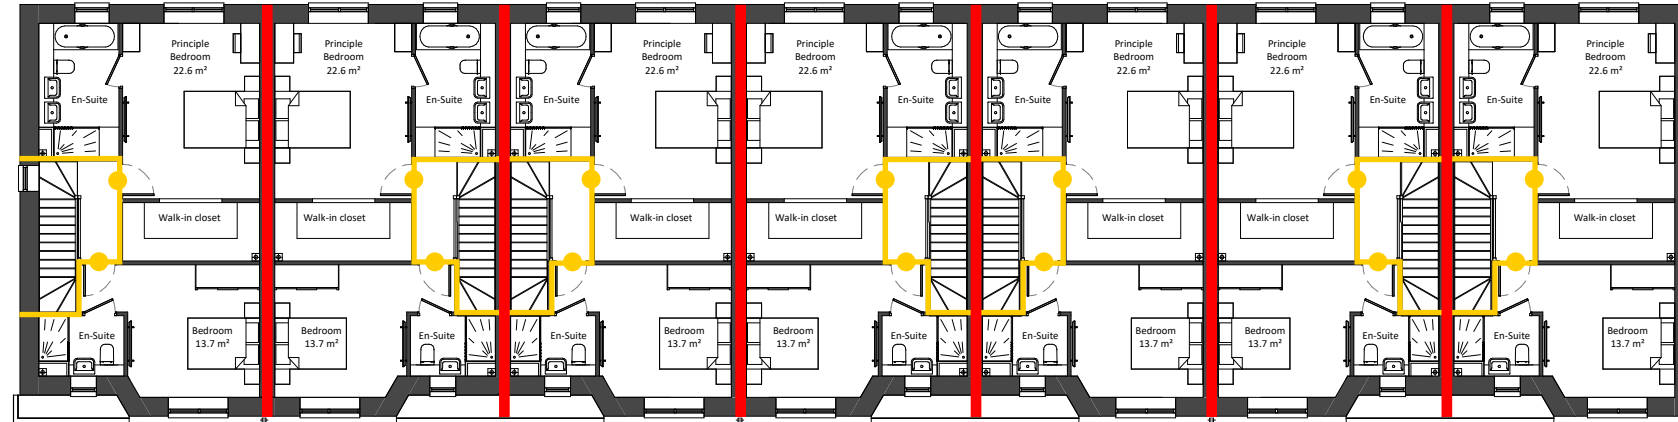 Principle
Bedroom
22.6 m²
En-Suite
Walk-in closet
En-Suite
Bedroom
13.7 m²
Principle
Bedroom
22.6 m²
En-Suite
Walk-in closet
Bedroom
13.7 m²
En-Suite
En-Suite
Principle
Bedroom
22.6 m²
Walk-in closet
En-Suite
Bedroom
13.7 m²
Principle
Bedroom
22.6 m²
En-Suite
Walk-in closet
Bedroom
13.7 m²
En-Suite
En-Suite
Principle
Bedroom
22.6 m²
Walk-in closet
En-Suite
Bedroom
13.7 m²
Principle
Bedroom
22.6 m²
En-Suite
Walk-in closet
Bedroom
13.7 m²
En-Suite
En-Suite
Principle
Bedroom
22.6 m²
Walk-in closet
En-Suite
Bedroom
13.7 m²